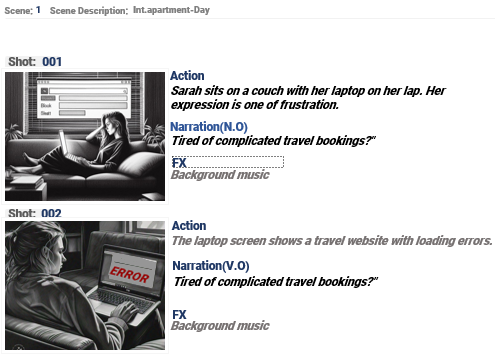 Scene: 1 Scene Description: Int.apartment-Day
Shot: 001
Action
Sarah sits on a couch with her laptop on her lap. Her
expression is one of frustration.
Narration(N.O)
Tired of complicated travel bookings?"
FX
Background music
Shot: 002
Action
The laptop screen shows a travel website with loading errors.
ERROR
Narration(V.O)
Tired of complicated travel bookings?"
FX
Background music